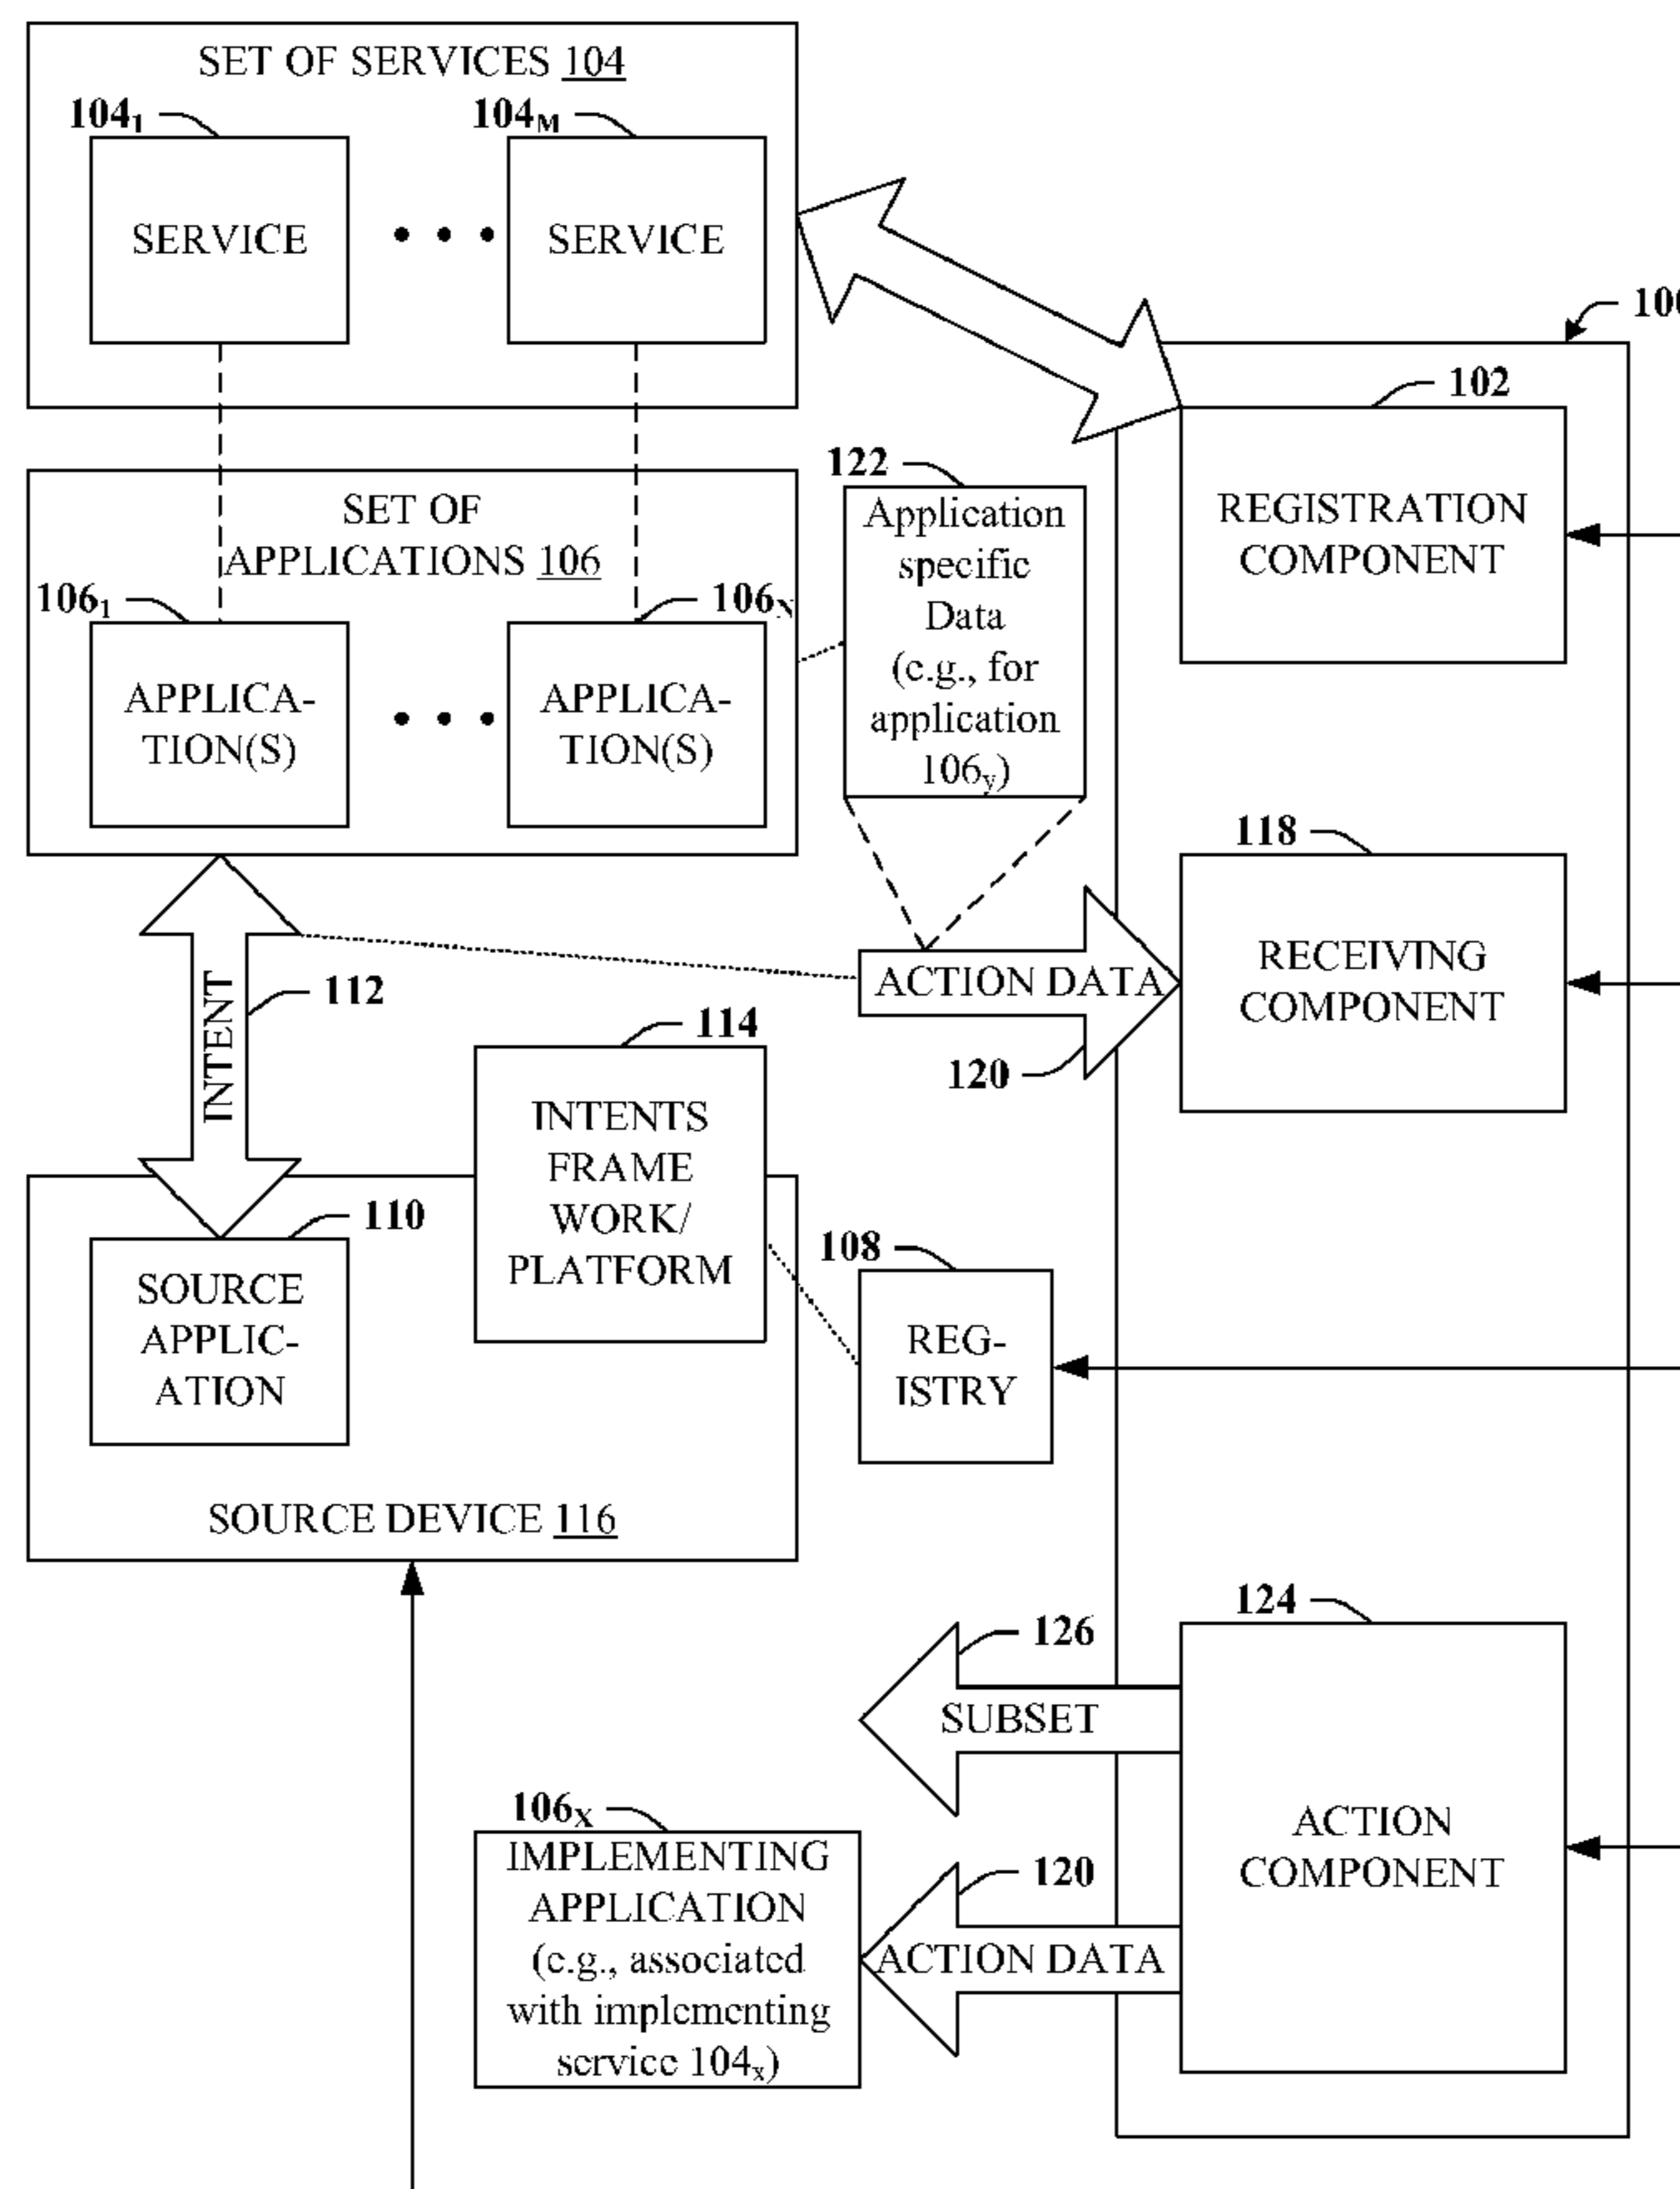 SET OF SERVICES 104
104₁
104M
SERVICE
SERVICE
100
102
REGISTRATION
COMPONENT
SET OF
APPLICATIONS 106
106₁
106N
APPLICA-
TION(S)
APPLICA-
TION(S)
122
Application
specific
Data
(e.g., for
application
106y)
118
RECEIVING
COMPONENT
ACTION DATA
120
INTENT
112
114
INTENTS
FRAME
WORK/
PLATFORM
110
SOURCE
APPLIC-
ATION
SOURCE DEVICE 116
108
REG-
ISTRY
124
ACTION
COMPONENT
126
SUBSET
120
ACTION DATA
106X
IMPLEMENTING
APPLICATION
(e.g., associated
with implementing
service 104x)